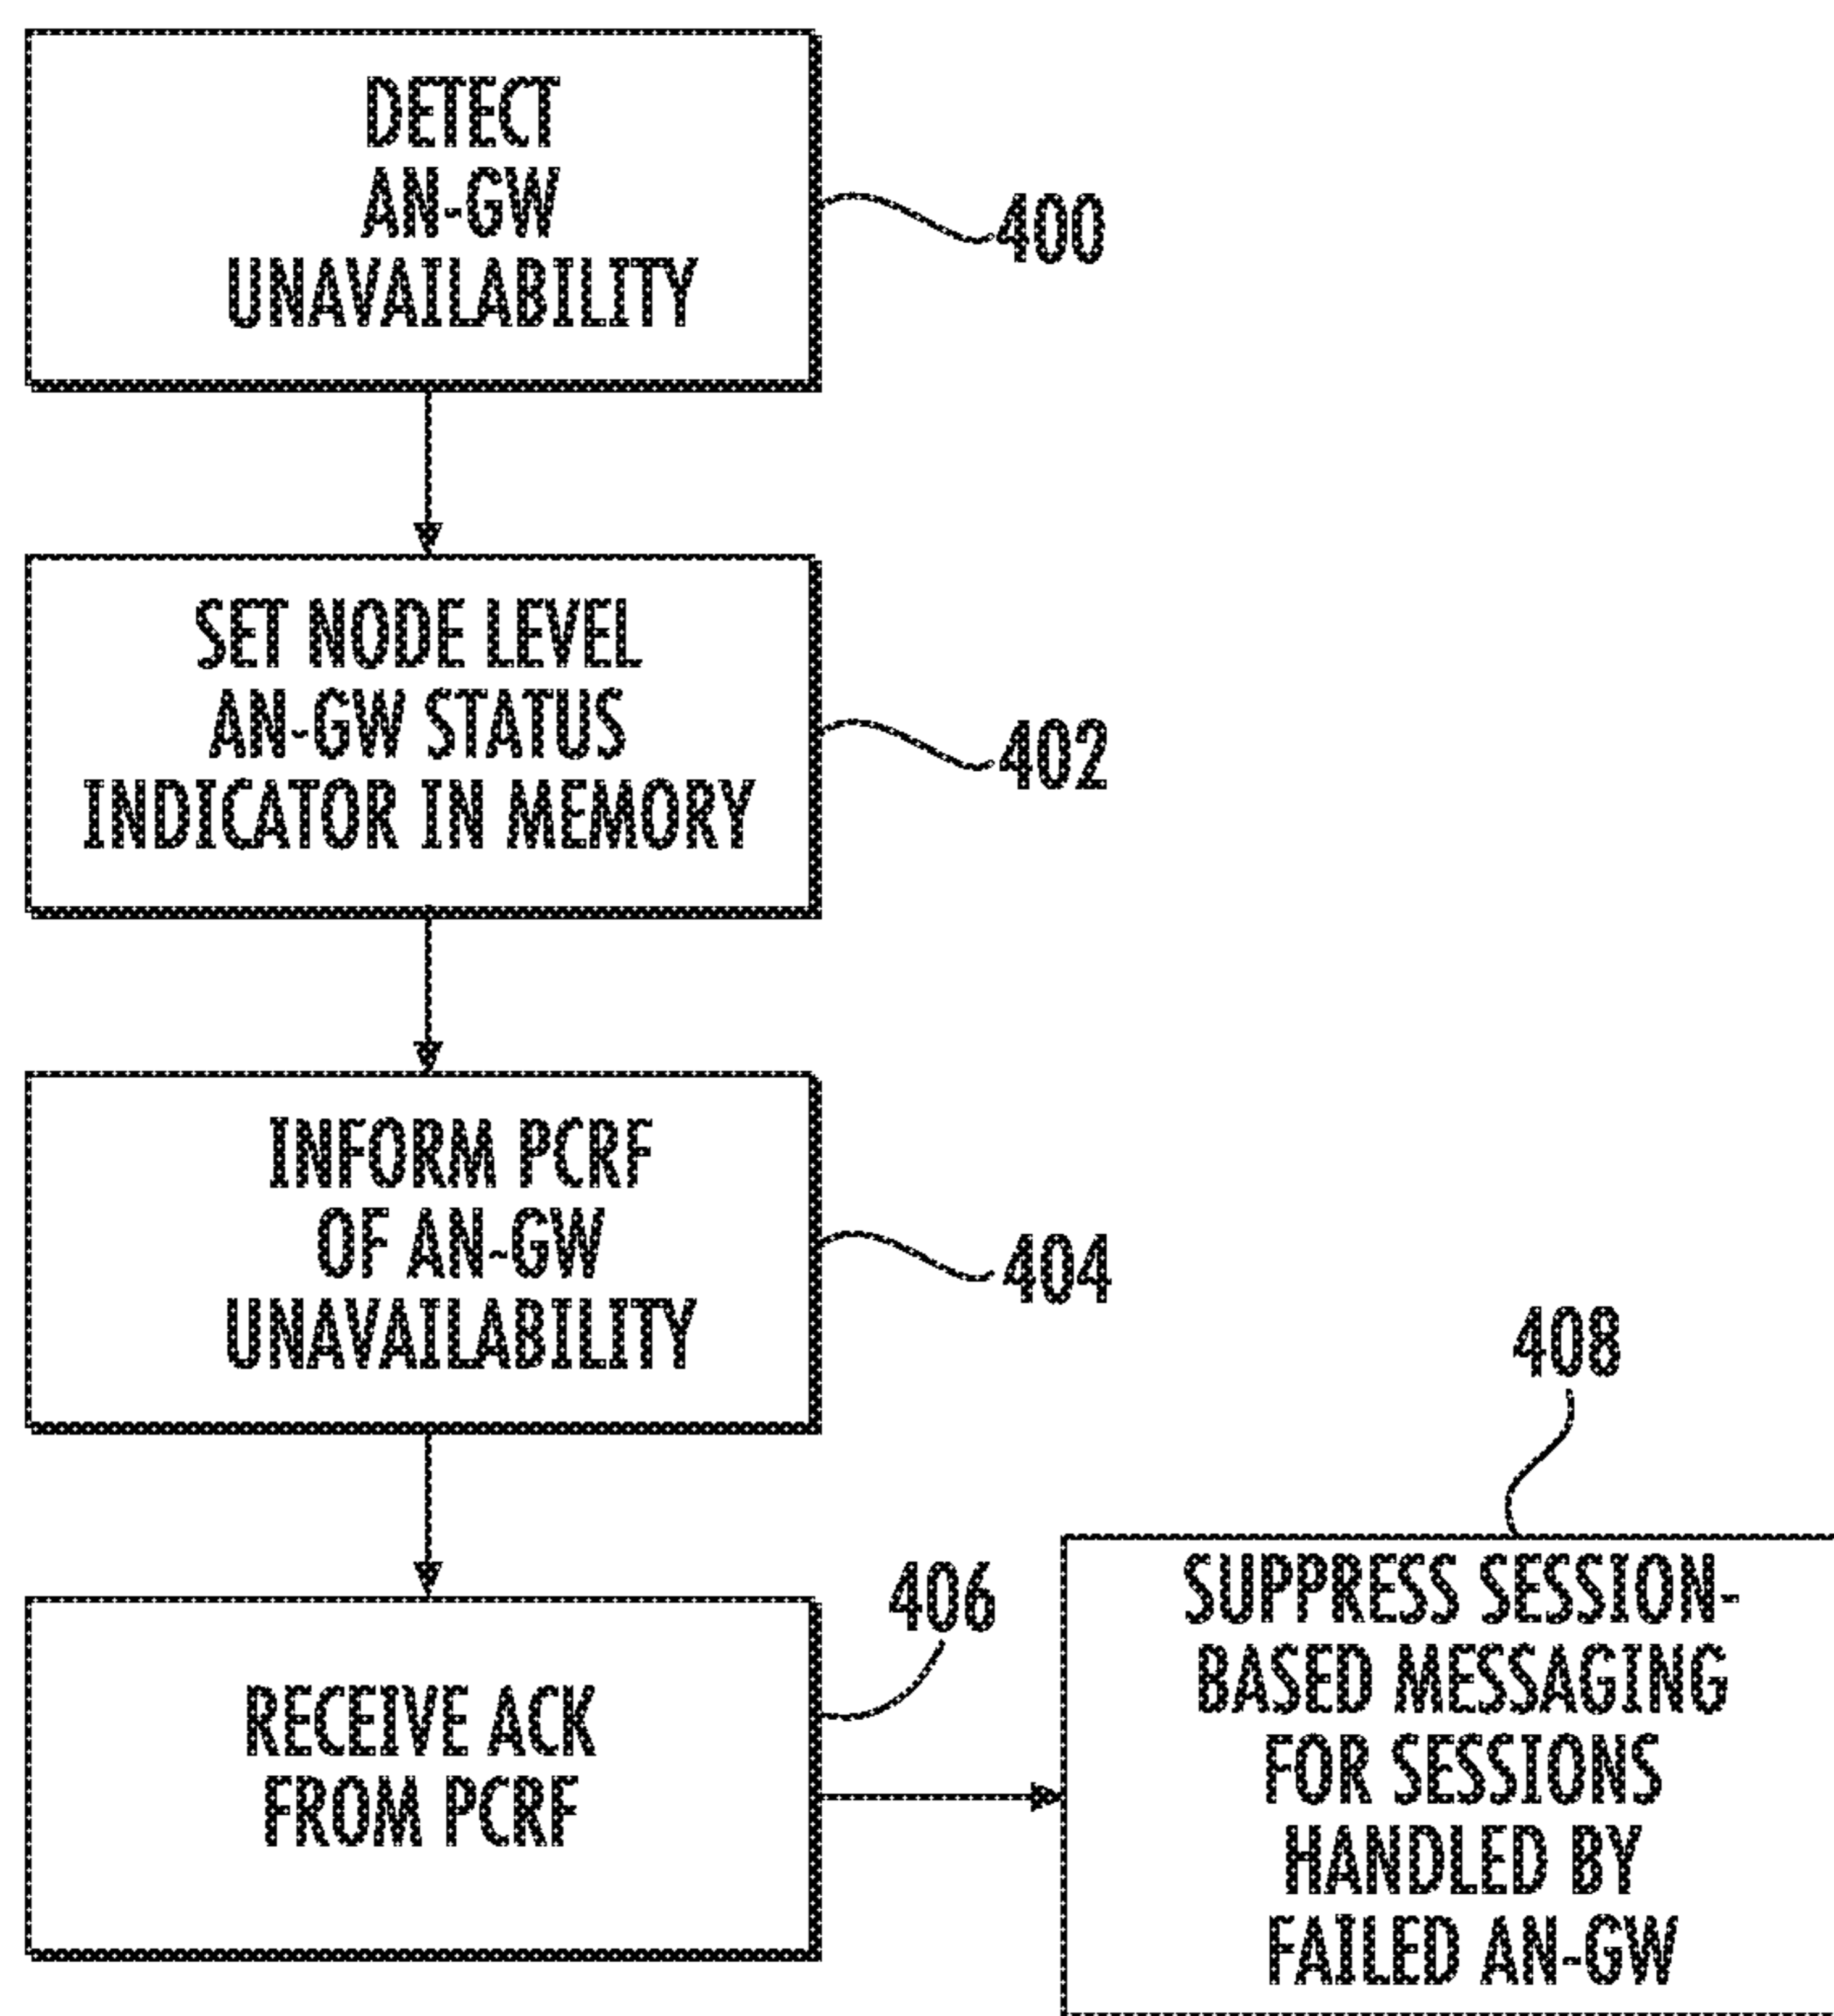 DETECT
AN-GW
UNAVAILABILITY
400
SET NODE LEVEL
AN-GW STATUS
INDICATOR IN MEMORY
402
INFORM PCRF
OF AN-GW
UNAVAILABILITY
404
RECEIVE ACK
FROM PCRF
406
408
SUPPRESS SESSION-
BASED MESSAGING
FOR SESSIONS
HANDLED BY
FAILED AN-GW